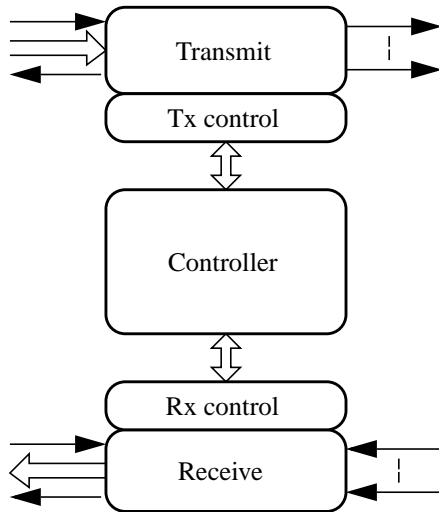 Transmit
Tx control
Controller
Rx control
Receive